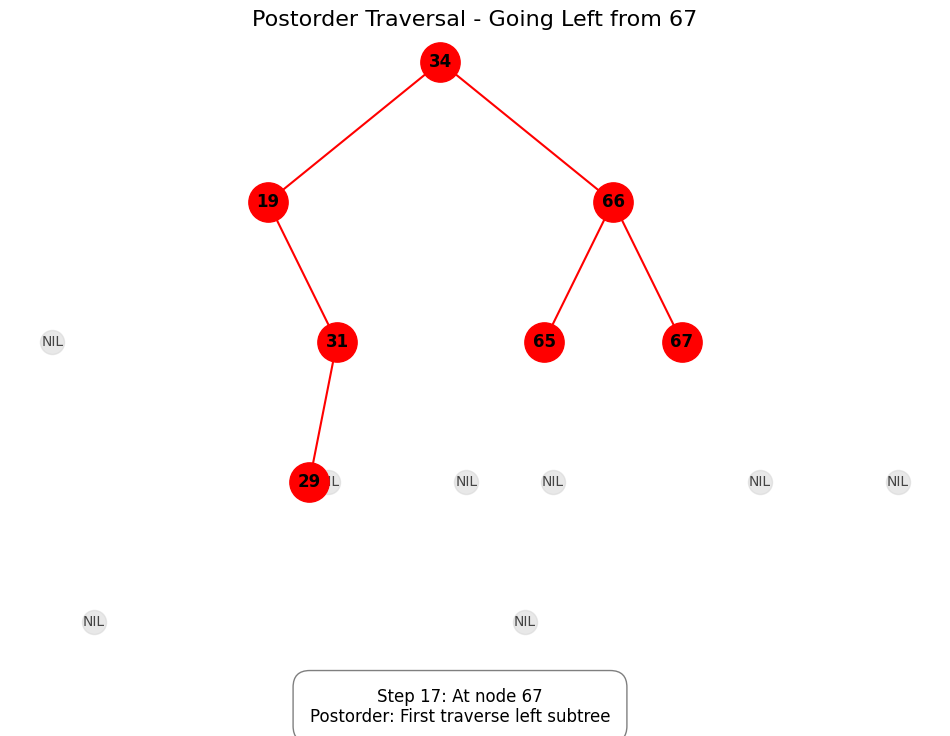 Postorder Traversal - Going Left from 67
34
19
66
31
65
67
NIL
29
NIL
NIL
NIL
NIL
NIL
NIL
Step 17: At node 67
Postorder: First traverse left subtree